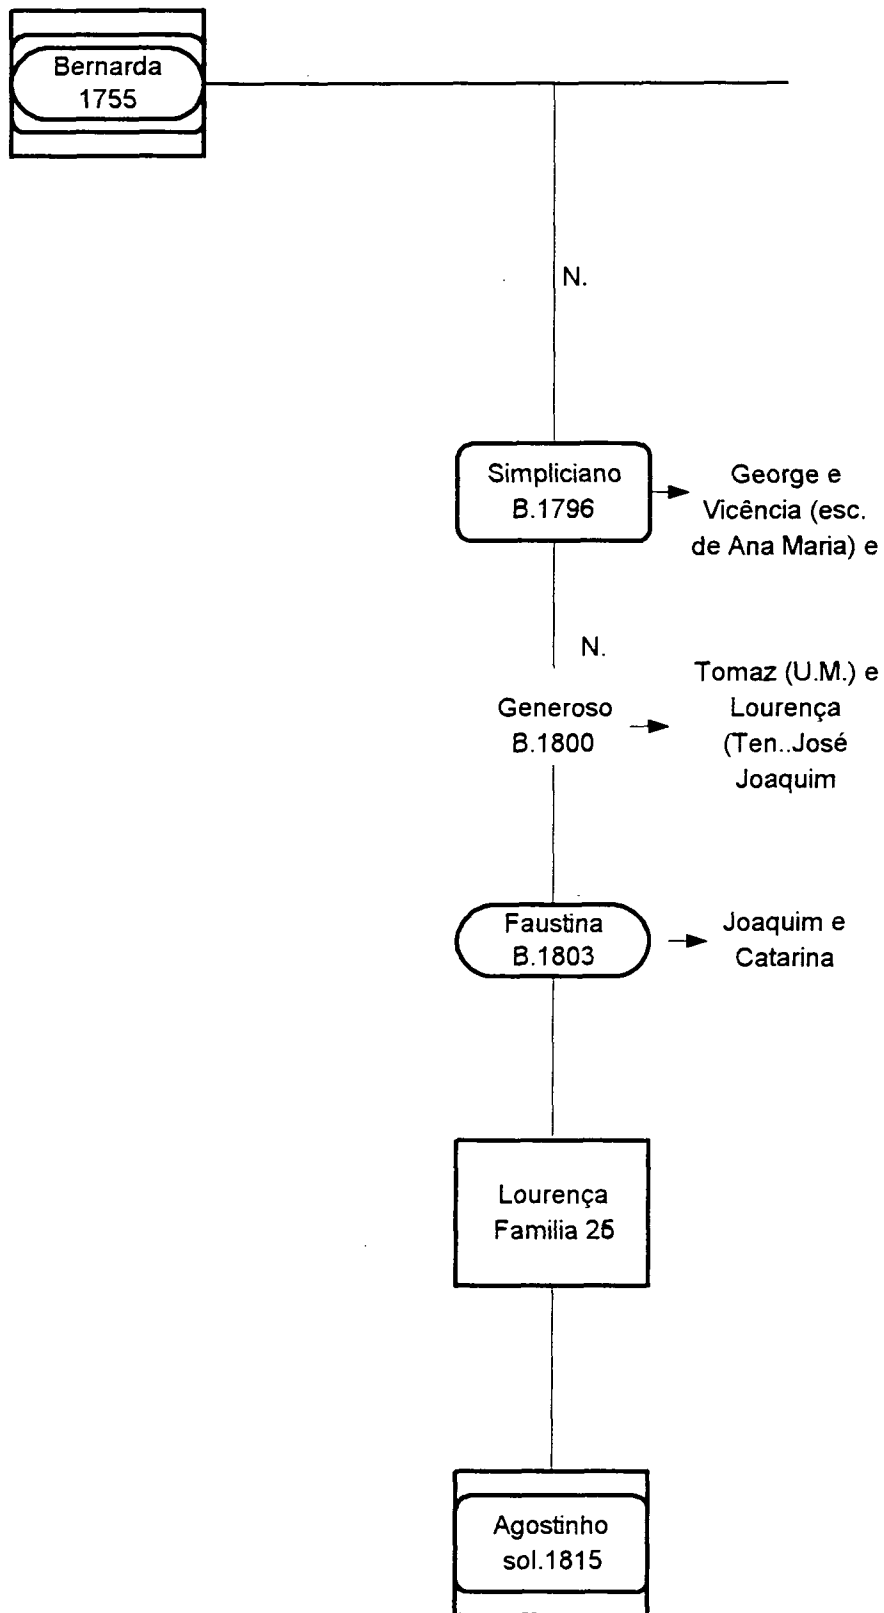 Bernarda
1755
N.
Simpliciano
B.1796
George e
Vicência (esc.
de Ana Maria) e
N.
Generoso
B.1800
Tomaz (U.M.) e
Lourença
(Ten..José
Joaquim
Faustina
B.1803
Joaquim e
Catarina
Lourença
Familia
Agostinho
sol.1815